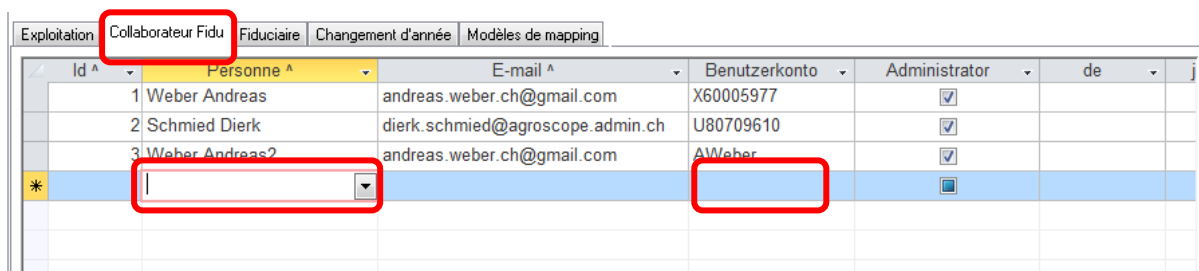 Exploitation Collaborateur Fidu Fiduciaire Changement d'année Modèles de mapping
Id ^ Personne ^ E-mail ^ Benutzerkonto Administrator de j
1 Weber Andreas andreas.weber.ch@gmail.com X60005977
2 Schmied Dierk dierk.schmied@agroscope.admin.ch U80709610
3 Weber Andreas2 andreas.weber.ch@gmail.com AWeber